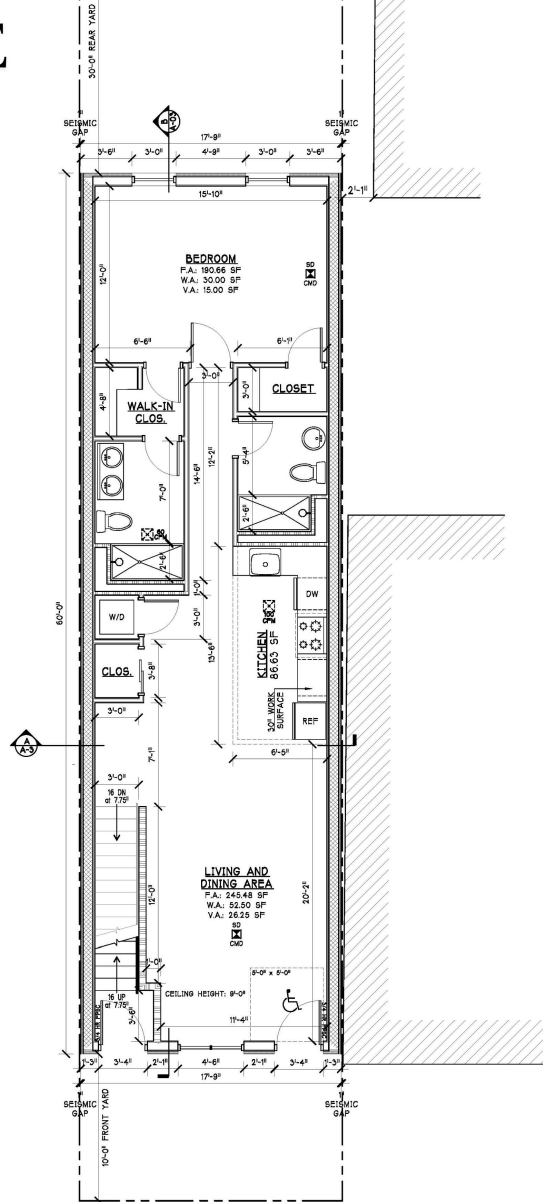 E
30'-0" REAR YARD
1" SEISMIC GAP
B
A-03
1" SEISMIC GAP
17'-9"
3'-6"
3'-0"
4'-9"
3'-0"
3'-6"
2'-1"
15'-10"
12'-0"
BEDROOM
F.A.: 190.66 SF
W.A.: 30.00 SF
V.A.: 15.00 SF
SD
CMD
6'-6"
6'-1"
3'-0"
CLOSET
3'-0"
4'-8"
WALK-IN
CLOS.
12'-2"
14'-6"
5'-4"
7'-0"
2'-6"
2'-6"
1'-0"
W/D
3'-0"
13'-6"
DW
KITCHEN
86.63 SF
CLOS.
3'-8"
30" WORK
SURFACE
REF
60'-0"
3'-0"
A
A-3
7'-1"
6'-5"
3'-0"
16 DN
at 7.75"
LIVING AND
DINING AREA
F.A.: 245.48 SF
W.A.: 52.50 SF
V.A.: 26.25 SF
SD
CMD
12'-0"
20'-2"
1'-0"
5'-0" x 5'-0"
CEILING HEIGHT: 9'-0"
16 UP
at 7.75"
3'-6"
11'-4"
1'-3"
3'-4"
2'-1"
4'-6"
2'-1"
3'-4"
1'-3"
17'-9"
1" SEISMIC GAP
1" SEISMIC GAP
10'-0" FRONT YARD